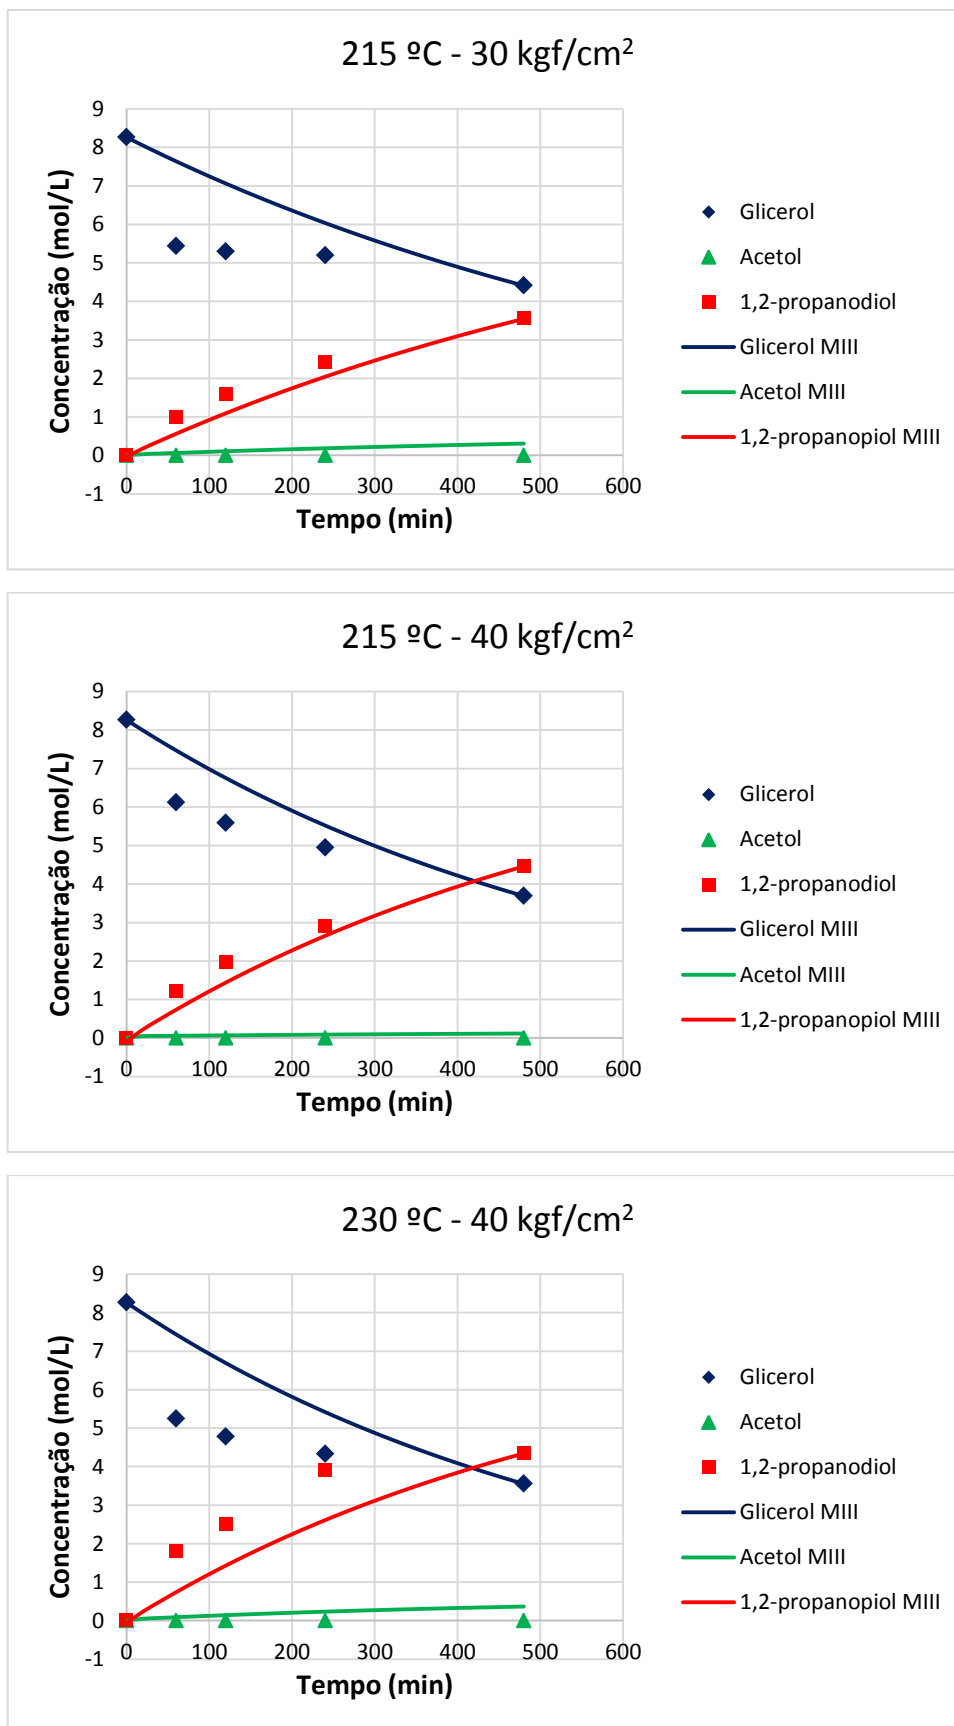 215 ºC - 30 kgf/cm²
Concentração (mol/L)
9
8
7
6
5
4
3
2
1
0
-1
0 100 200 300 400 500 600
Tempo (min)
Glicerol
Acetol
1,2-propanodiol
Glicerol MIII
Acetol MIII
1,2-propanopiol MIII
215 ºC - 40 kgf/cm²
Concentração (mol/L)
9
8
7
6
5
4
3
2
1
0
-1
0 100 200 300 400 500 600
Tempo (min)
Glicerol
Acetol
1,2-propanodiol
Glicerol MIII
Acetol MIII
1,2-propanopiol MIII
230 ºC - 40 kgf/cm²
Concentração (mol/L)
9
8
7
6
5
4
3
2
1
0
-1
0 100 200 300 400 500 600
Tempo (min)
Glicerol
Acetol
1,2-propanodiol
Glicerol MIII
Acetol MIII
1,2-propanopiol MIII